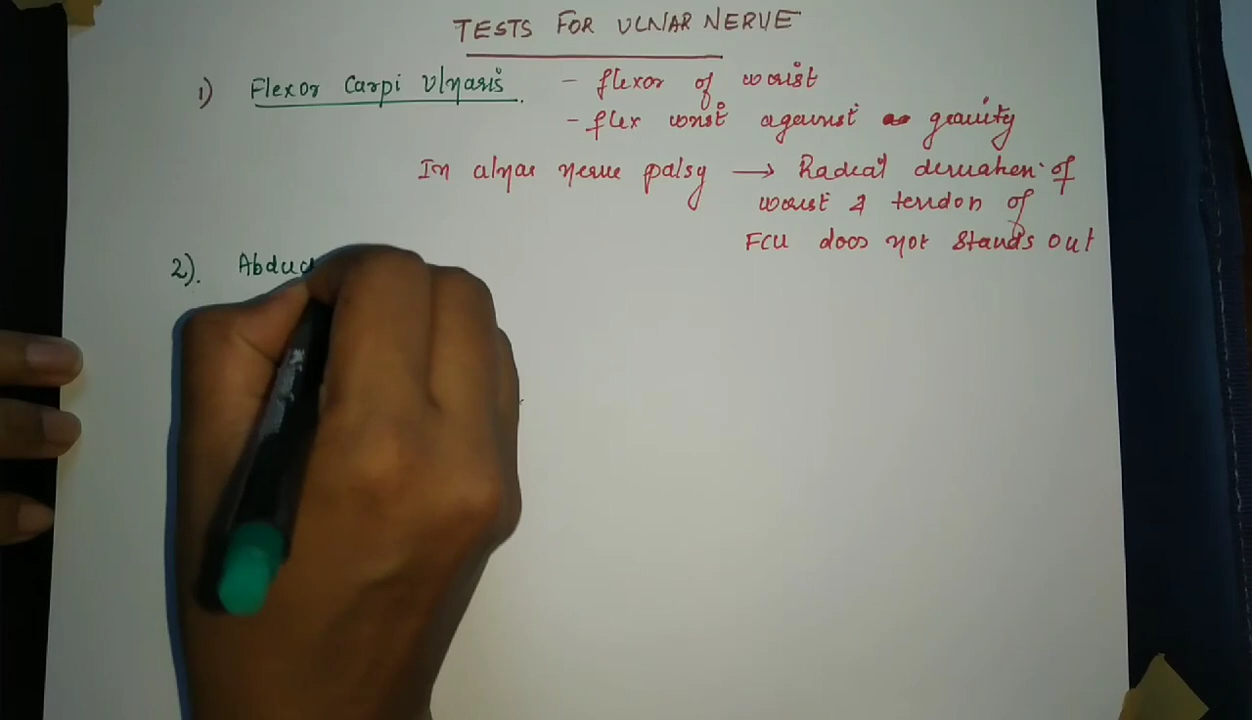 TESTS FOR ULNAR NERVE
1) Flexor Carpi Ulnaris - flexor of wrist
- flex wrist against gravity
In ulnar nerve palsy → Radial deviation of
wrist & tendon of
FCU does not stands out
2). Abduc